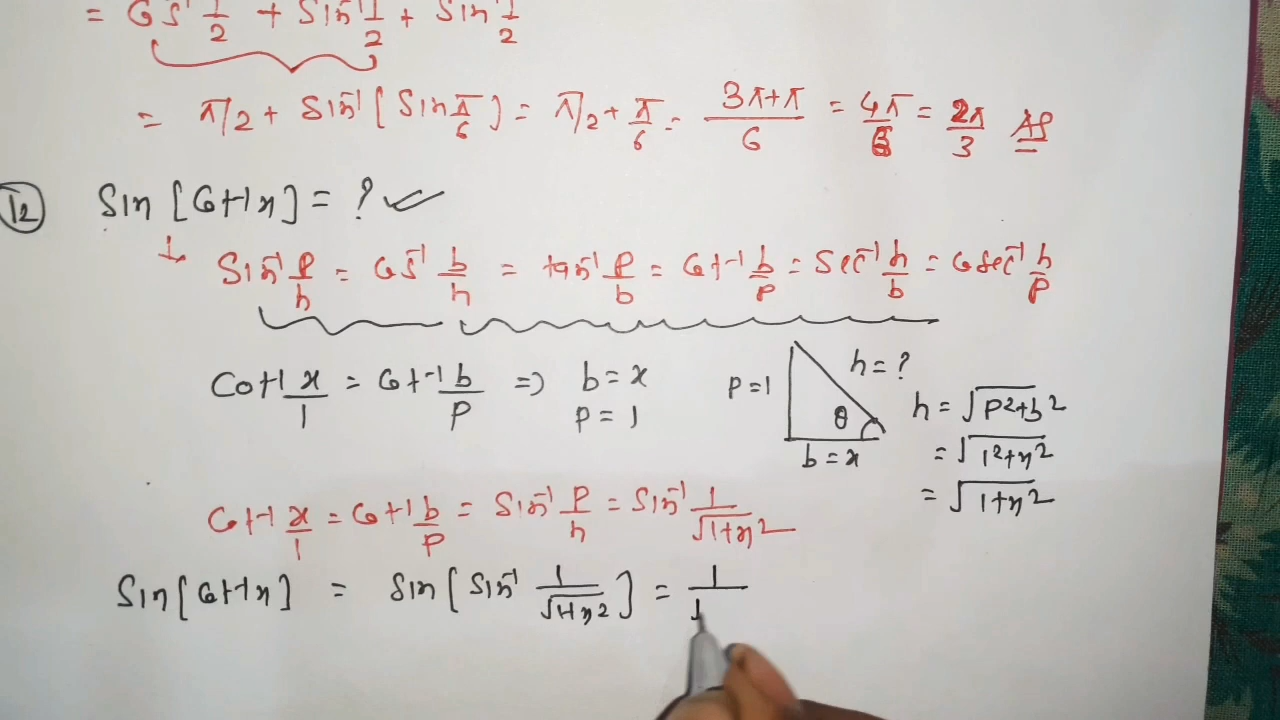 = Cos⁻¹ 1/2 + Sin⁻¹ 1/2 + Sin⁻¹ 1/2
= π/2 + Sin⁻¹ [Sin π/6] = π/2 + π/6 = 3π+π/6 = 4π/6 = 2π/3 AS
12 Sin [Cot⁻¹x] = ? ✓
Sin⁻¹ p/h = Cos⁻¹ b/h = tan⁻¹ p/b = Cot⁻¹ b/p = Sec⁻¹ h/b = Cosec⁻¹ h/p
Cot⁻¹ x/1 = Cot⁻¹ b/p ⇒ b = x
p = 1
p = 1
h = ?
θ
b = x
h = √p²+b²
= √1²+x²
= √1+x²
Cot⁻¹ x/1 = Cot⁻¹ b/p = Sin⁻¹ p/h = Sin⁻¹ 1/√1+x²
Sin [Cot⁻¹x] = Sin [Sin⁻¹ 1/√1+x²] = 1/√